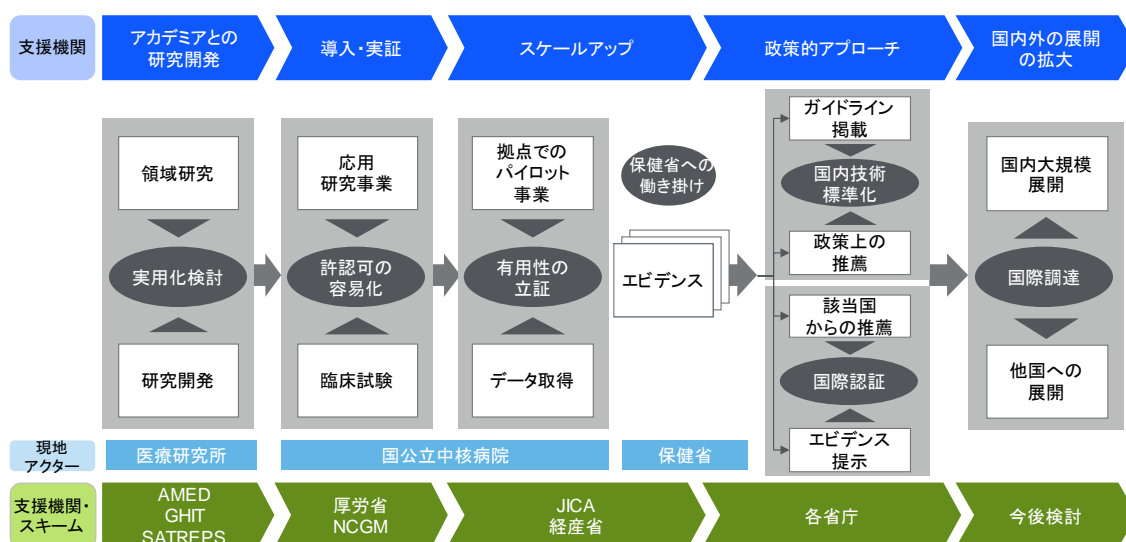 支援機関
アカデミアとの
研究開発
導入・実証
スケールアップ
政策的アプローチ
国内外の展開
の拡大
領域研究
実用化検討
研究開発
応用
研究事業
許認可の
容易化
臨床試験
拠点での
パイロット
事業
有用性の
立証
データ取得
保健省への
働き掛け
エビデンス
ガイドライン
掲載
国内技術
標準化
政策上の
推薦
該当国
からの推薦
国際認証
エビデンス
提示
国内大規模
展開
国際調達
他国への
展開
現地
アクター
医療研究所
国公立中核病院
保健省
支援機関・
スキーム
AMED
GHIT
SATREPS
厚労省
NCGM
JICA
経産省
各省庁
今後検討